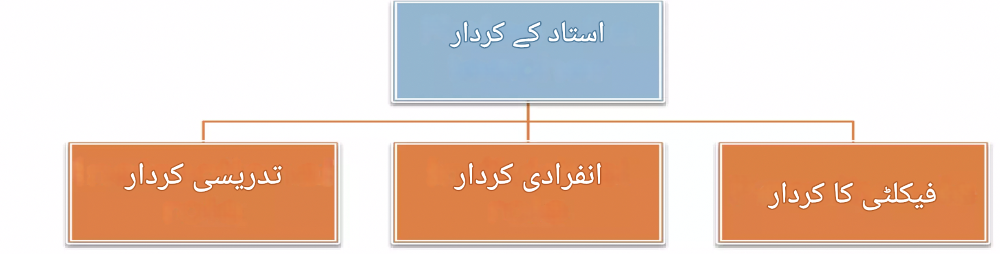 استاد کے کردار
فیکلٹی کا کردار
انفرادی کردار
تدریسی کردار